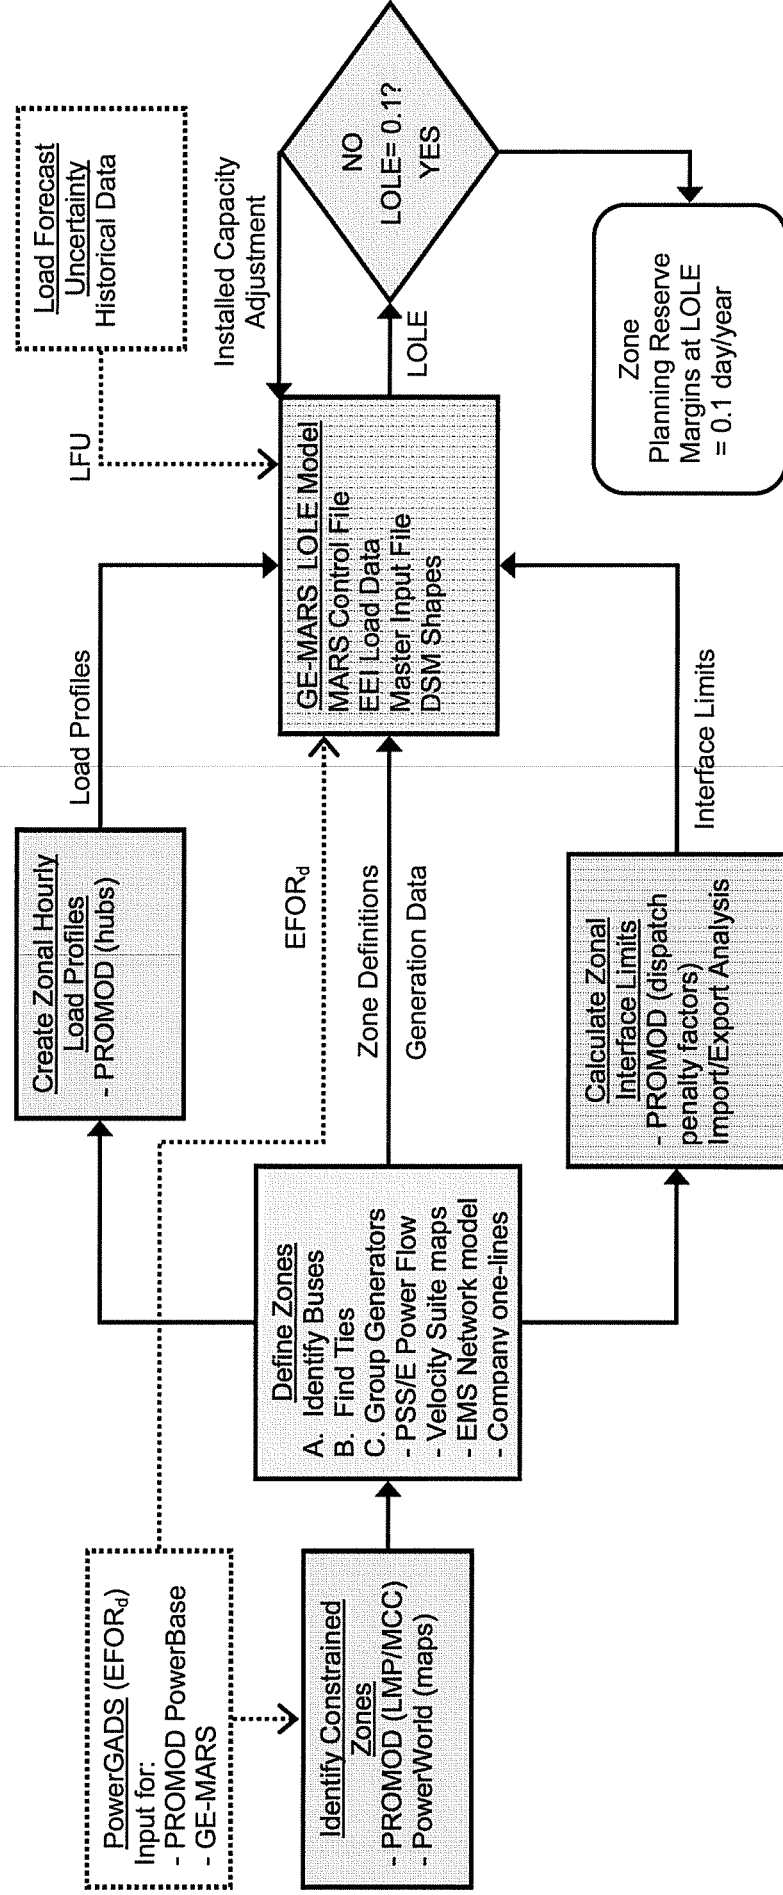 PowerGADS (EFORd)
Input for:
- PROMOD PowerBase
- GE-MARS
Identify Constrained
Zones
- PROMOD (LMP/MCC)
- PowerWorld (maps)
Define Zones
A. Identify Buses
B. Find Ties
C. Group Generators
- PSS/E Power Flow
- Velocity Suite maps
- EMS Network model
- Company one-lines
Create Zonal Hourly
Load Profiles
- PROMOD (hubs)
EFORd
Zone Definitions
Generation Data
Calculate Zonal
Interface Limits
- PROMOD (dispatch
penalty factors)
Import/Export Analysis
Load Profiles
Interface Limits
LFU
Load Forecast
Uncertainty
Historical Data
GE-MARS LOLE Model
MARS Control File
EEI Load Data
Master Input File
DSM Shapes
Installed Capacity
Adjustment
LOLE
NO
LOLE= 0.1?
YES
Zone
Planning Reserve
Margins at LOLE
= 0.1 day/year